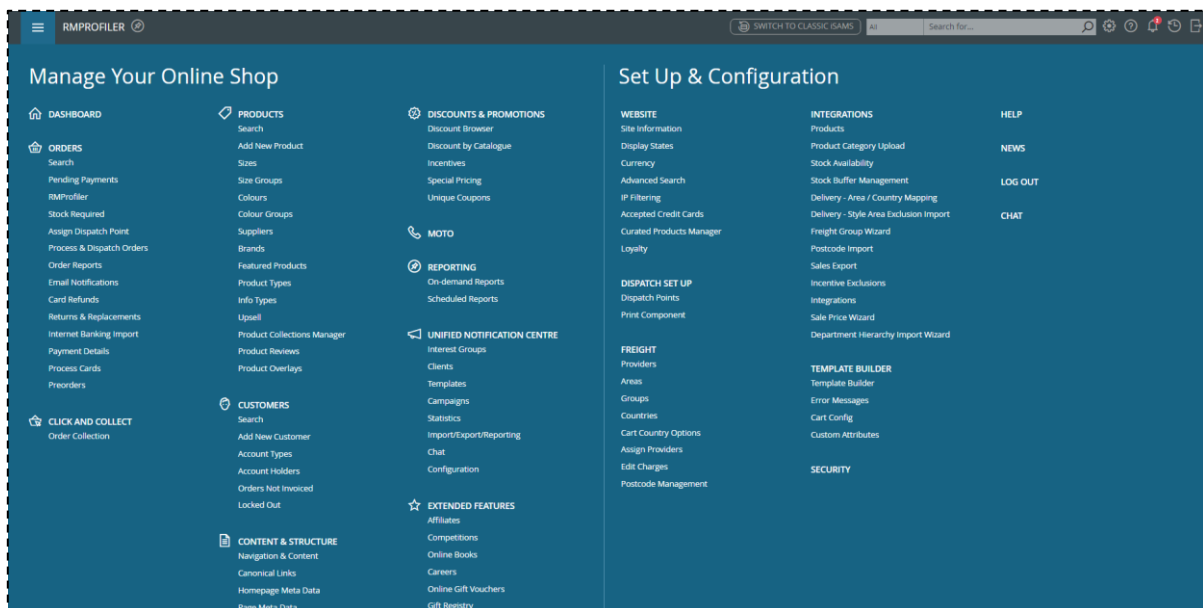 RMPROFILER
SWITCH TO CLASSIC iSAMS
All
Search for...
1
Manage Your Online Shop
DASHBOARD
ORDERS
Search
Pending Payments
RMProfiler
Stock Required
Assign Dispatch Point
Process & Dispatch Orders
Order Reports
Email Notifications
Card Refunds
Returns & Replacements
Internet Banking Import
Payment Details
Process Cards
Preorders
CLICK AND COLLECT
Order Collection
PRODUCTS
Search
Add New Product
Sizes
Size Groups
Colours
Colour Groups
Suppliers
Brands
Featured Products
Product Types
Info Types
Upsell
Product Collections Manager
Product Reviews
Product Overlays
CUSTOMERS
Search
Add New Customer
Account Types
Account Holders
Orders Not Invoiced
Locked Out
CONTENT & STRUCTURE
Navigation & Content
Canonical Links
Homepage Meta Data
Page Meta Data
DISCOUNTS & PROMOTIONS
Discount Browser
Discount by Catalogue
Incentives
Special Pricing
Unique Coupons
MOTO
REPORTING
On-demand Reports
Scheduled Reports
UNIFIED NOTIFICATION CENTRE
Interest Groups
Clients
Templates
Campaigns
Statistics
Import/Export/Reporting
Chat
Configuration
EXTENDED FEATURES
Affiliates
Competitions
Online Books
Careers
Online Gift Vouchers
Gift Registry
Set Up & Configuration
WEBSITE
Site Information
Display States
Currency
Advanced Search
IP Filtering
Accepted Credit Cards
Curated Products Manager
Loyalty
DISPATCH SET UP
Dispatch Points
Print Component
FREIGHT
Providers
Areas
Groups
Countries
Cart Country Options
Assign Providers
Edit Charges
Postcode Management
INTEGRATIONS
Products
Product Category Upload
Stock Availability
Stock Buffer Management
Delivery - Area / Country Mapping
Delivery - Style Area Exclusion Import
Freight Group Wizard
Postcode Import
Sales Export
Incentive Exclusions
Integrations
Sale Price Wizard
Department Hierarchy Import Wizard
TEMPLATE BUILDER
Template Builder
Error Messages
Cart Config
Custom Attributes
SECURITY
HELP
NEWS
LOG OUT
CHAT